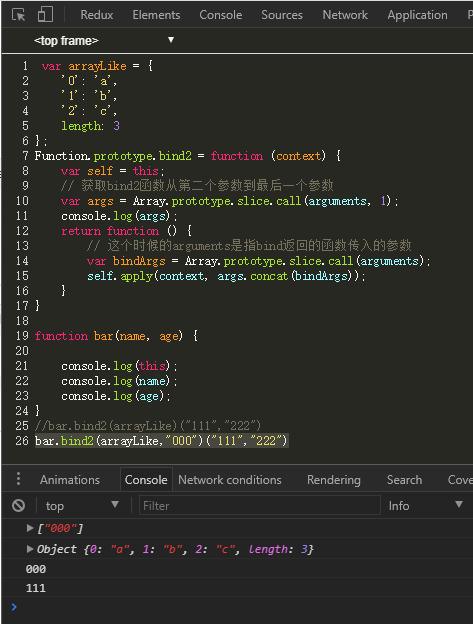 Redux Elements Console Sources Network Application P
<top frame> ▼
1 var arrayLike = {
2 '0': 'a',
3 '1': 'b',
4 '2': 'c',
5 length: 3
6 };
7 Function.prototype.bind2 = function (context) {
8 var self = this;
9 // 获取bind2函数从第二个参数到最后一个参数
10 var args = Array.prototype.slice.call(arguments, 1);
11 console.log(args);
12 return function () {
13 // 这个时候的arguments是指bind返回的函数传入的参数
14 var bindArgs = Array.prototype.slice.call(arguments);
15 self.apply(context, args.concat(bindArgs));
16 }
17 }
18
19 function bar(name, age) {
20
21 console.log(this);
22 console.log(name);
23 console.log(age);
24 }
25 //bar.bind2(arrayLike)("111","222")
26 bar.bind2(arrayLike,"000")("111","222")
Animations Console Network conditions Rendering Search Cove
top ▼ Filter Info ▼
▶ ["000"]
▶ Object {0: "a", 1: "b", 2: "c", length: 3}
000
111
>